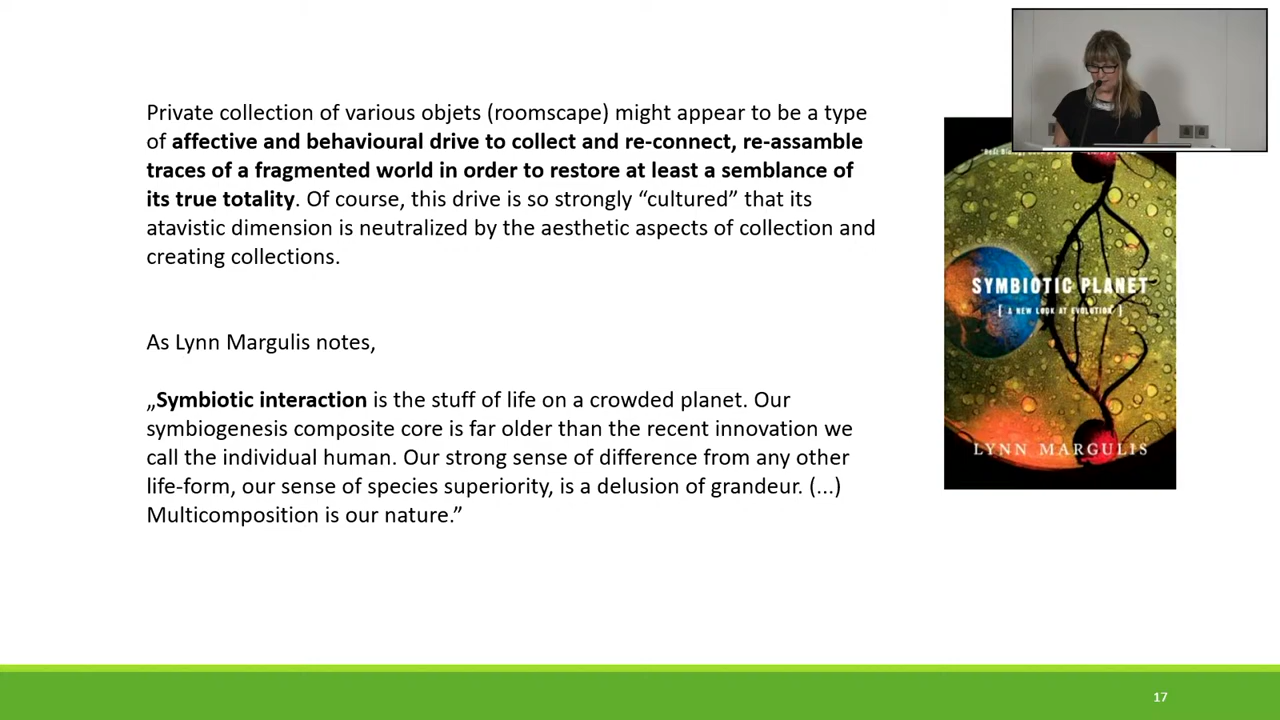 Private collection of various objets (roomscape) might appear to be a type
of affective and behavioural drive to collect and re-connect, re-assamble
traces of a fragmented world in order to restore at least a semblance of
its true totality. Of course, this drive is so strongly “cultured” that its
atavistic dimension is neutralized by the aesthetic aspects of collection and
creating collections.
As Lynn Margulis notes,
„Symbiotic interaction is the stuff of life on a crowded planet. Our
symbiogenesis composite core is far older than the recent innovation we
call the individual human. Our strong sense of difference from any other
life-form, our sense of species superiority, is a delusion of grandeur. (...)
Multicomposition is our nature.”
SYMBIOTIC PLANET
[ A NEW LOOK AT EVOLUTION ]
LYNN MARGULIS
17